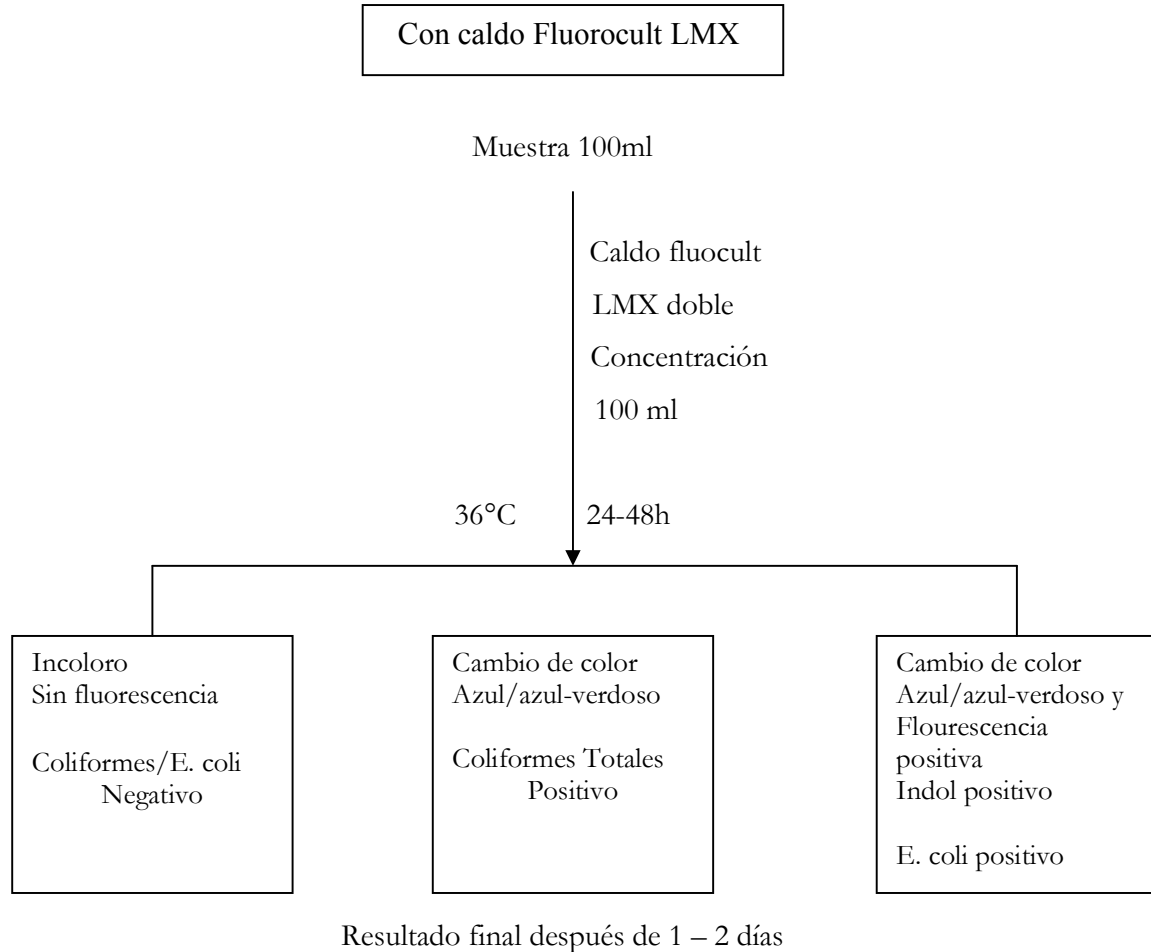 Con caldo Fluorocult LMX
Muestra 100ml
Caldo fluocult
LMX doble
Concentración
100 ml
36°C 24-48h
Incoloro
Sin fluorescencia
Coliformes/E. coli
Negativo
Cambio de color
Azul/azul-verdoso
Coliformes Totales
Positivo
Cambio de color
Azul/azul-verdoso y
Flourescencia
positiva
Indol positivo
E. coli positivo
Resultado final después de 1 – 2 días